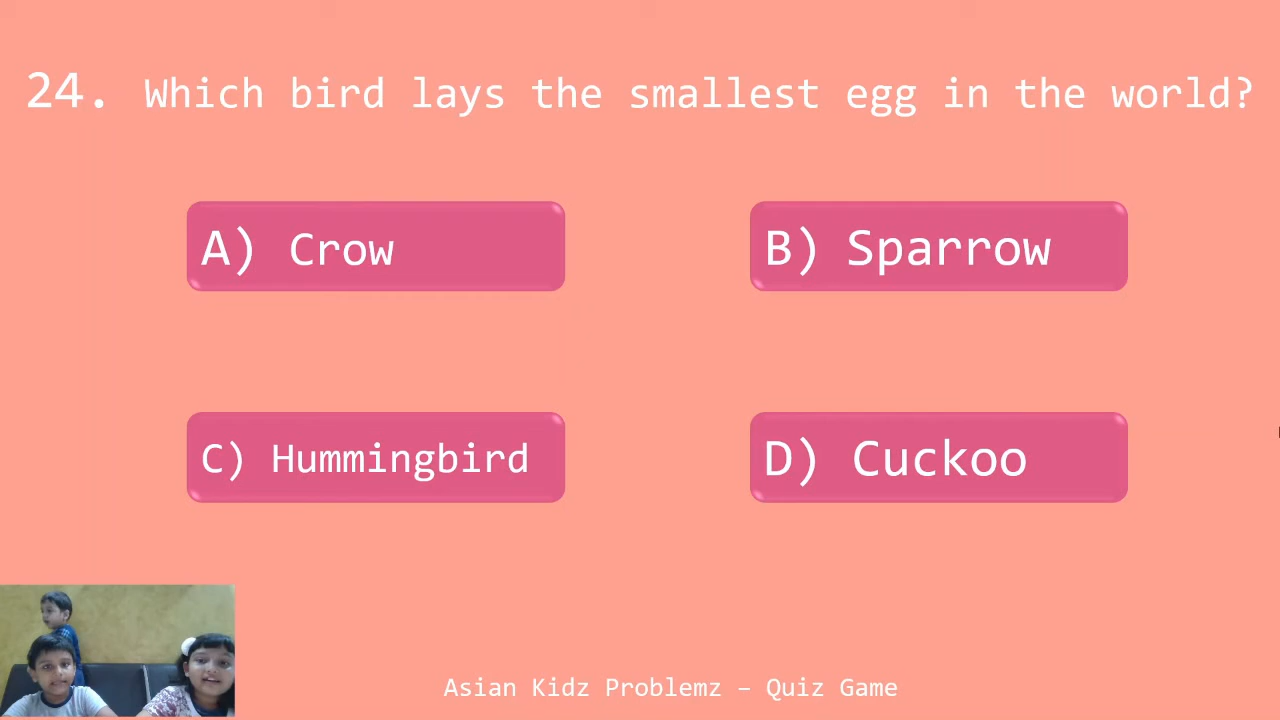 24. Which bird lays the smallest egg in the world?
A) Crow
B) Sparrow
C) Hummingbird
D) Cuckoo
Asian Kidz Problemz – Quiz Game